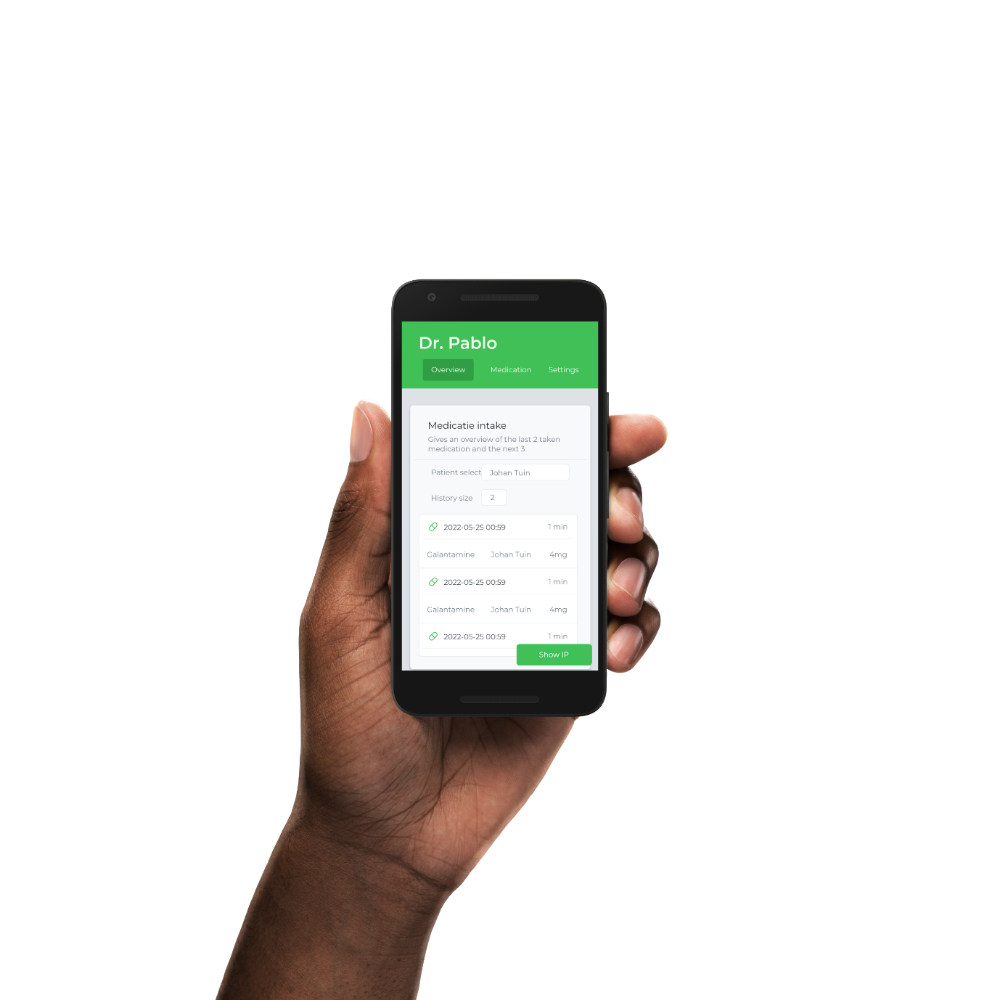 Dr. Pablo
Overview Medication Settings
Medicatie intake
Gives an overview of the last 2 taken
medication and the next 3
Patient select Johan Tuin
History size 2
2022-05-25 00:59 1 min
Galantamine Johan Tuin 4mg
2022-05-25 00:59 1 min
Galantamine Johan Tuin 4mg
2022-05-25 00:59 1 min
Show IP